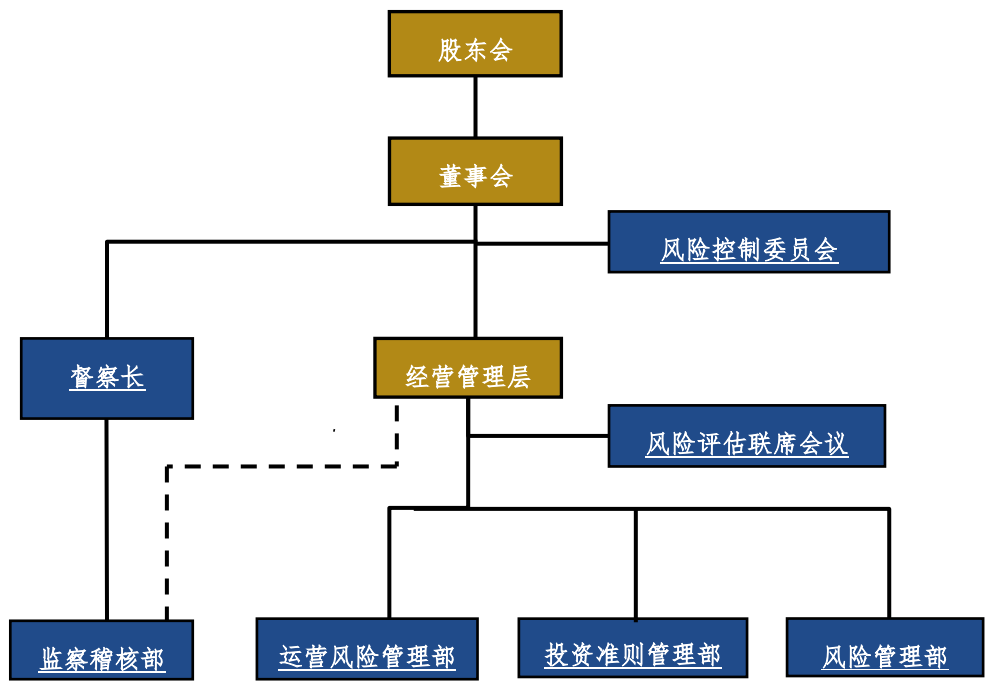 股东会
董事会
风险控制委员会
督察长
经营管理层
风险评估联席会议
监察稽核部
运营风险管理部
投资准则管理部
风险管理部